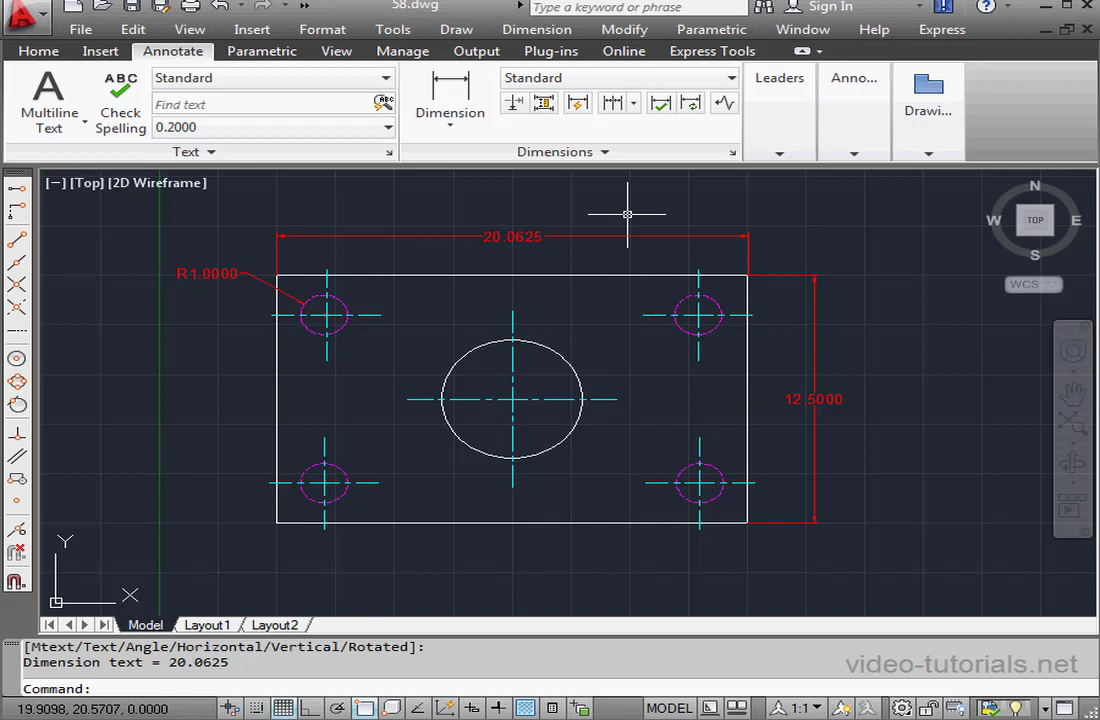 58.dwg
Type a keyword or phrase
Sign In
File Edit View Insert Format Tools Draw Dimension Modify Parametric Window Help Express
Home Insert Annotate Parametric View Manage Output Plug-ins Online Express Tools
Multiline Text
ABC
Check Spelling
Standard
Find text
ABC
0.2000
Text
Dimension
Standard
Dimensions
Leaders
Anno...
Drawi...
[−] [Top] [2D Wireframe]
N
W
TOP
E
S
WCS
20.0625
R1.0000
12.5000
Y
X
Model Layout1 Layout2
[Mtext/Text/Angle/Horizontal/Vertical/Rotated]:
Dimension text = 20.0625
Command:
video-tutorials.net
19.9098, 20.5707, 0.0000
MODEL
1:1